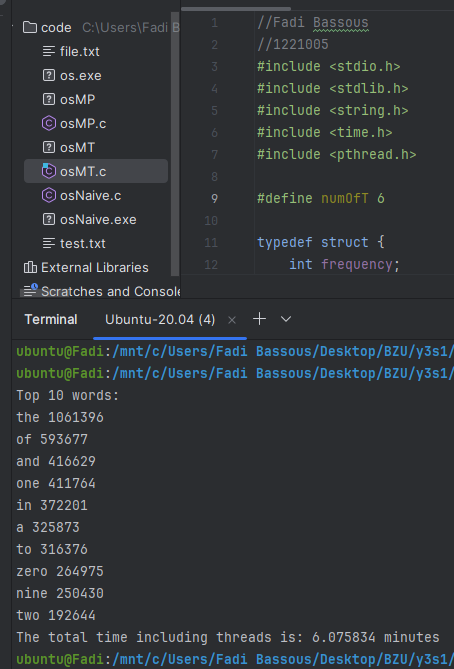 code C:\Users\Fadi B
file.txt
os.exe
osMP
osMP.c
osMT
osMT.c
osNaive.c
osNaive.exe
test.txt
External Libraries
Scratches and Console
1 //Fadi Bassous
2 //1221005
3 #include <stdio.h>
4 #include <stdlib.h>
5 #include <string.h>
6 #include <time.h>
7 #include <pthread.h>
8
9 #define numOfT 6
10
11 typedef struct {
12 int frequency;
Terminal Ubuntu-20.04 (4) × + ⌄
ubuntu@Fadi:/mnt/c/Users/Fadi Bassous/Desktop/BZU/y3s1/
ubuntu@Fadi:/mnt/c/Users/Fadi Bassous/Desktop/BZU/y3s1/
Top 10 words:
the 1061396
of 593677
and 416629
one 411764
in 372201
a 325873
to 316376
zero 264975
nine 250430
two 192644
The total time including threads is: 6.075834 minutes
ubuntu@Fadi:/mnt/c/Users/Fadi Bassous/Desktop/BZU/y3s1/